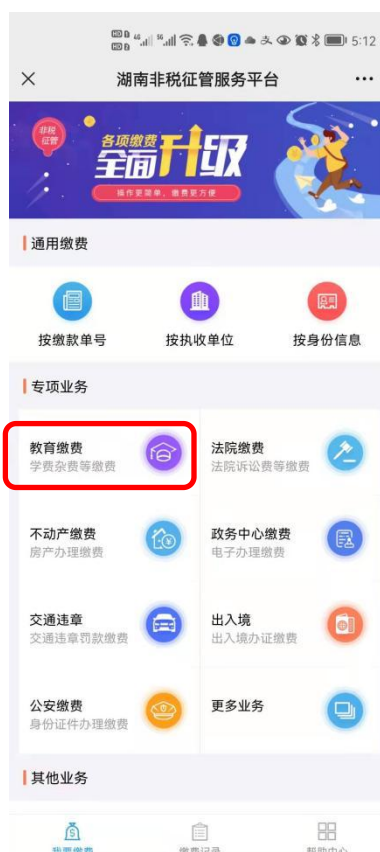 5:12
湖南非税征管服务平台
非税
征管
各项缴费
全面升级
操作更简单，缴费更方便
通用缴费
按缴款单号
按执收单位
按身份信息
专项业务
教育缴费
学费杂费等缴费
法院缴费
法院诉讼费等缴费
不动产缴费
房产办理缴费
政务中心缴费
电子办理缴费
交通违章
交通违章罚款缴费
出入境
出入境办证缴费
公安缴费
身份证件办理缴费
更多业务
其他业务
我要缴费
缴费记录
帮助中心